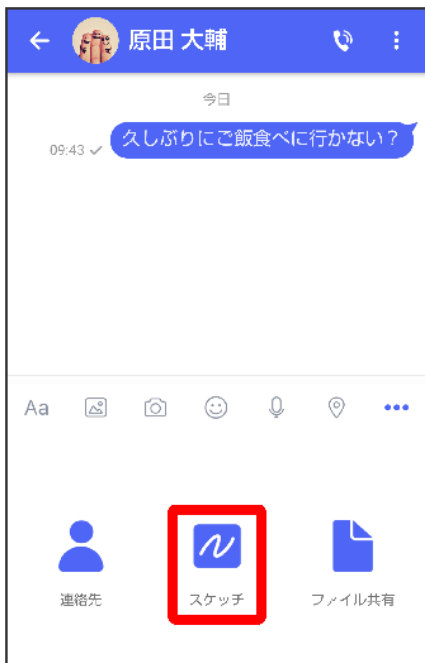 原田 大輔
今日
久しぶりにご飯食べに行かない？
09:43
Aa
連絡先
スケッチ
ファイル共有